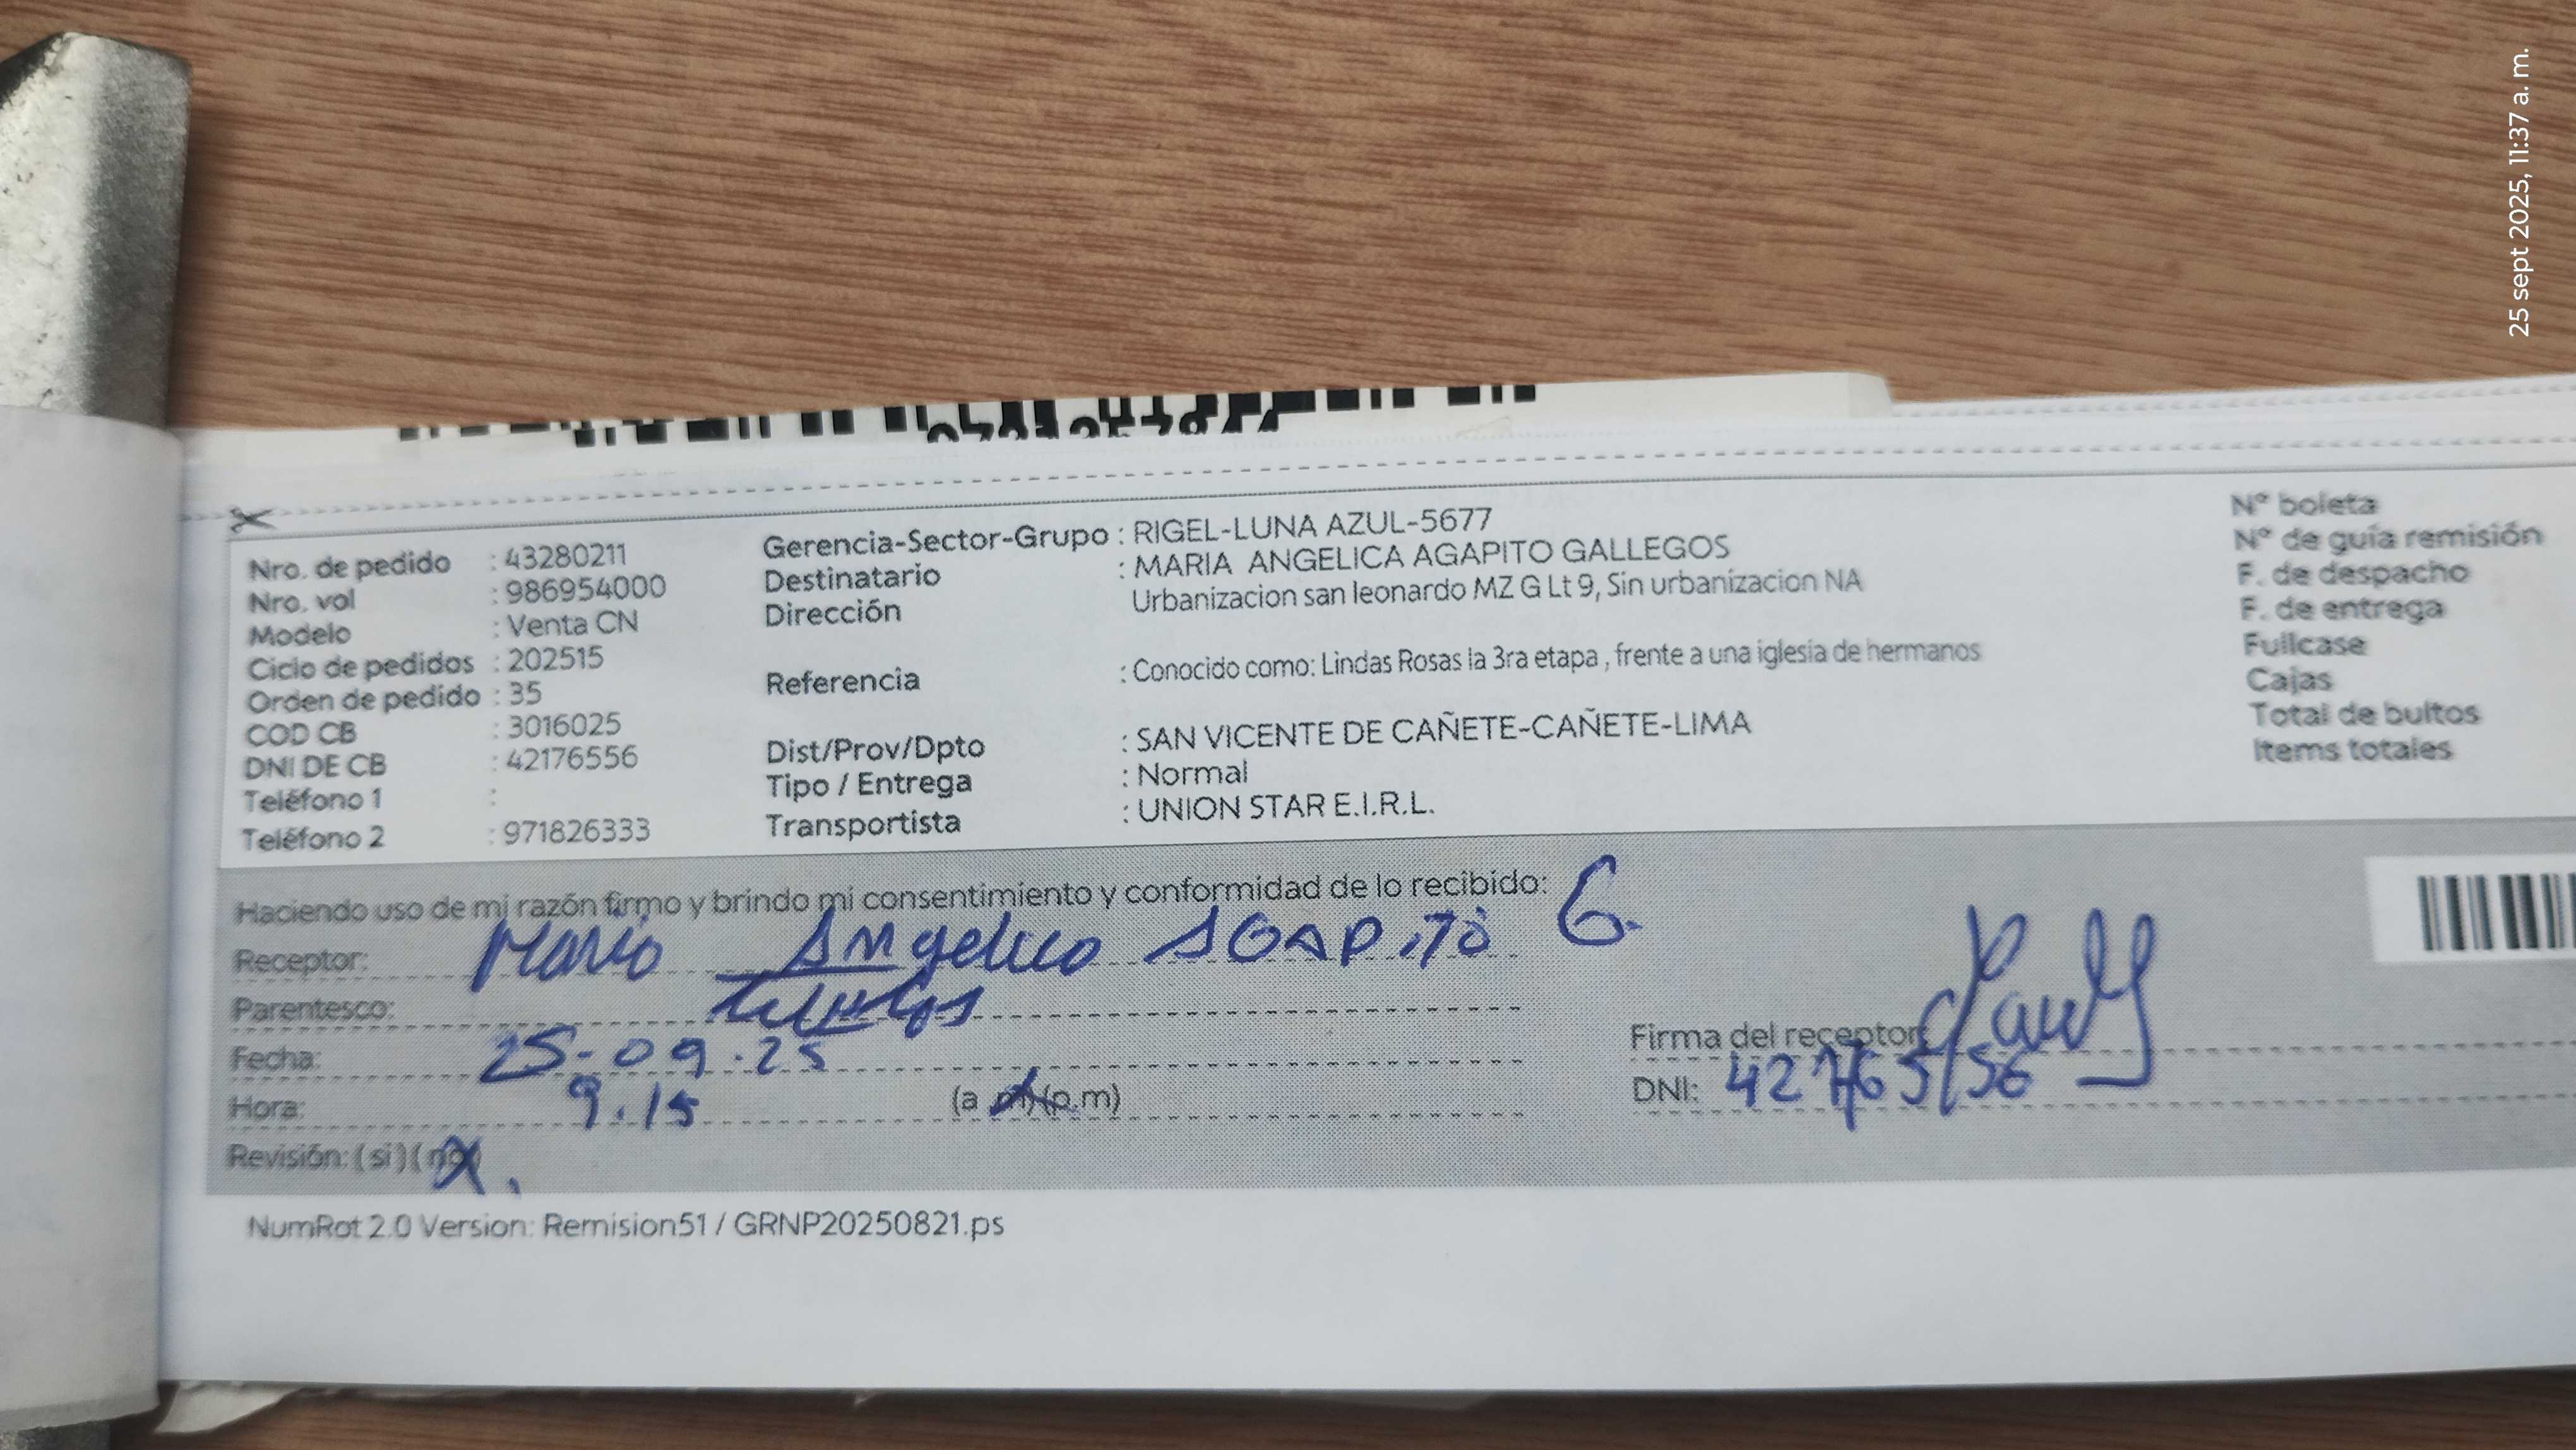 25 sept 2025, 11:37 a. m.
Nro. de pedido : 43280211
Nro. vol : 986954000
Modelo : Venta CN
Ciclo de pedidos : 202515
Orden de pedido : 35
COD CB : 3016025
DNI DE CB : 42176556
Teléfono 1 :
Teléfono 2 : 971826333
Gerencia-Sector-Grupo : RIGEL-LUNA AZUL-5677
Destinatario : MARIA ANGELICA AGAPITO GALLEGOS
Dirección Urbanizacion san leonardo MZ G Lt 9, Sin urbanizacion NA
Referencia : Conocido como: Lindas Rosas la 3ra etapa , frente a una iglesia de hermanos
Dist/Prov/Dpto : SAN VICENTE DE CAÑETE-CAÑETE-LIMA
Tipo / Entrega : Normal
Transportista : UNION STAR E.I.R.L.
N° boleta
N° de guía remisión
F. de despacho
F. de entrega
Fullcase
Cajas
Total de bultos
Items totales
Haciendo uso de mi razón firmo y brindo mi consentimiento y conformidad de lo recibido:
Receptor: Maria Angelica AGAPITO G.
Parentesco:
Fecha: 25-09-25
Hora: 9.15 (a.m)(p.m)
Revisión: (si) (no)
Firma del receptor:
DNI:
NumRot 2.0 Version: Remision51 / GRNP20250821.ps